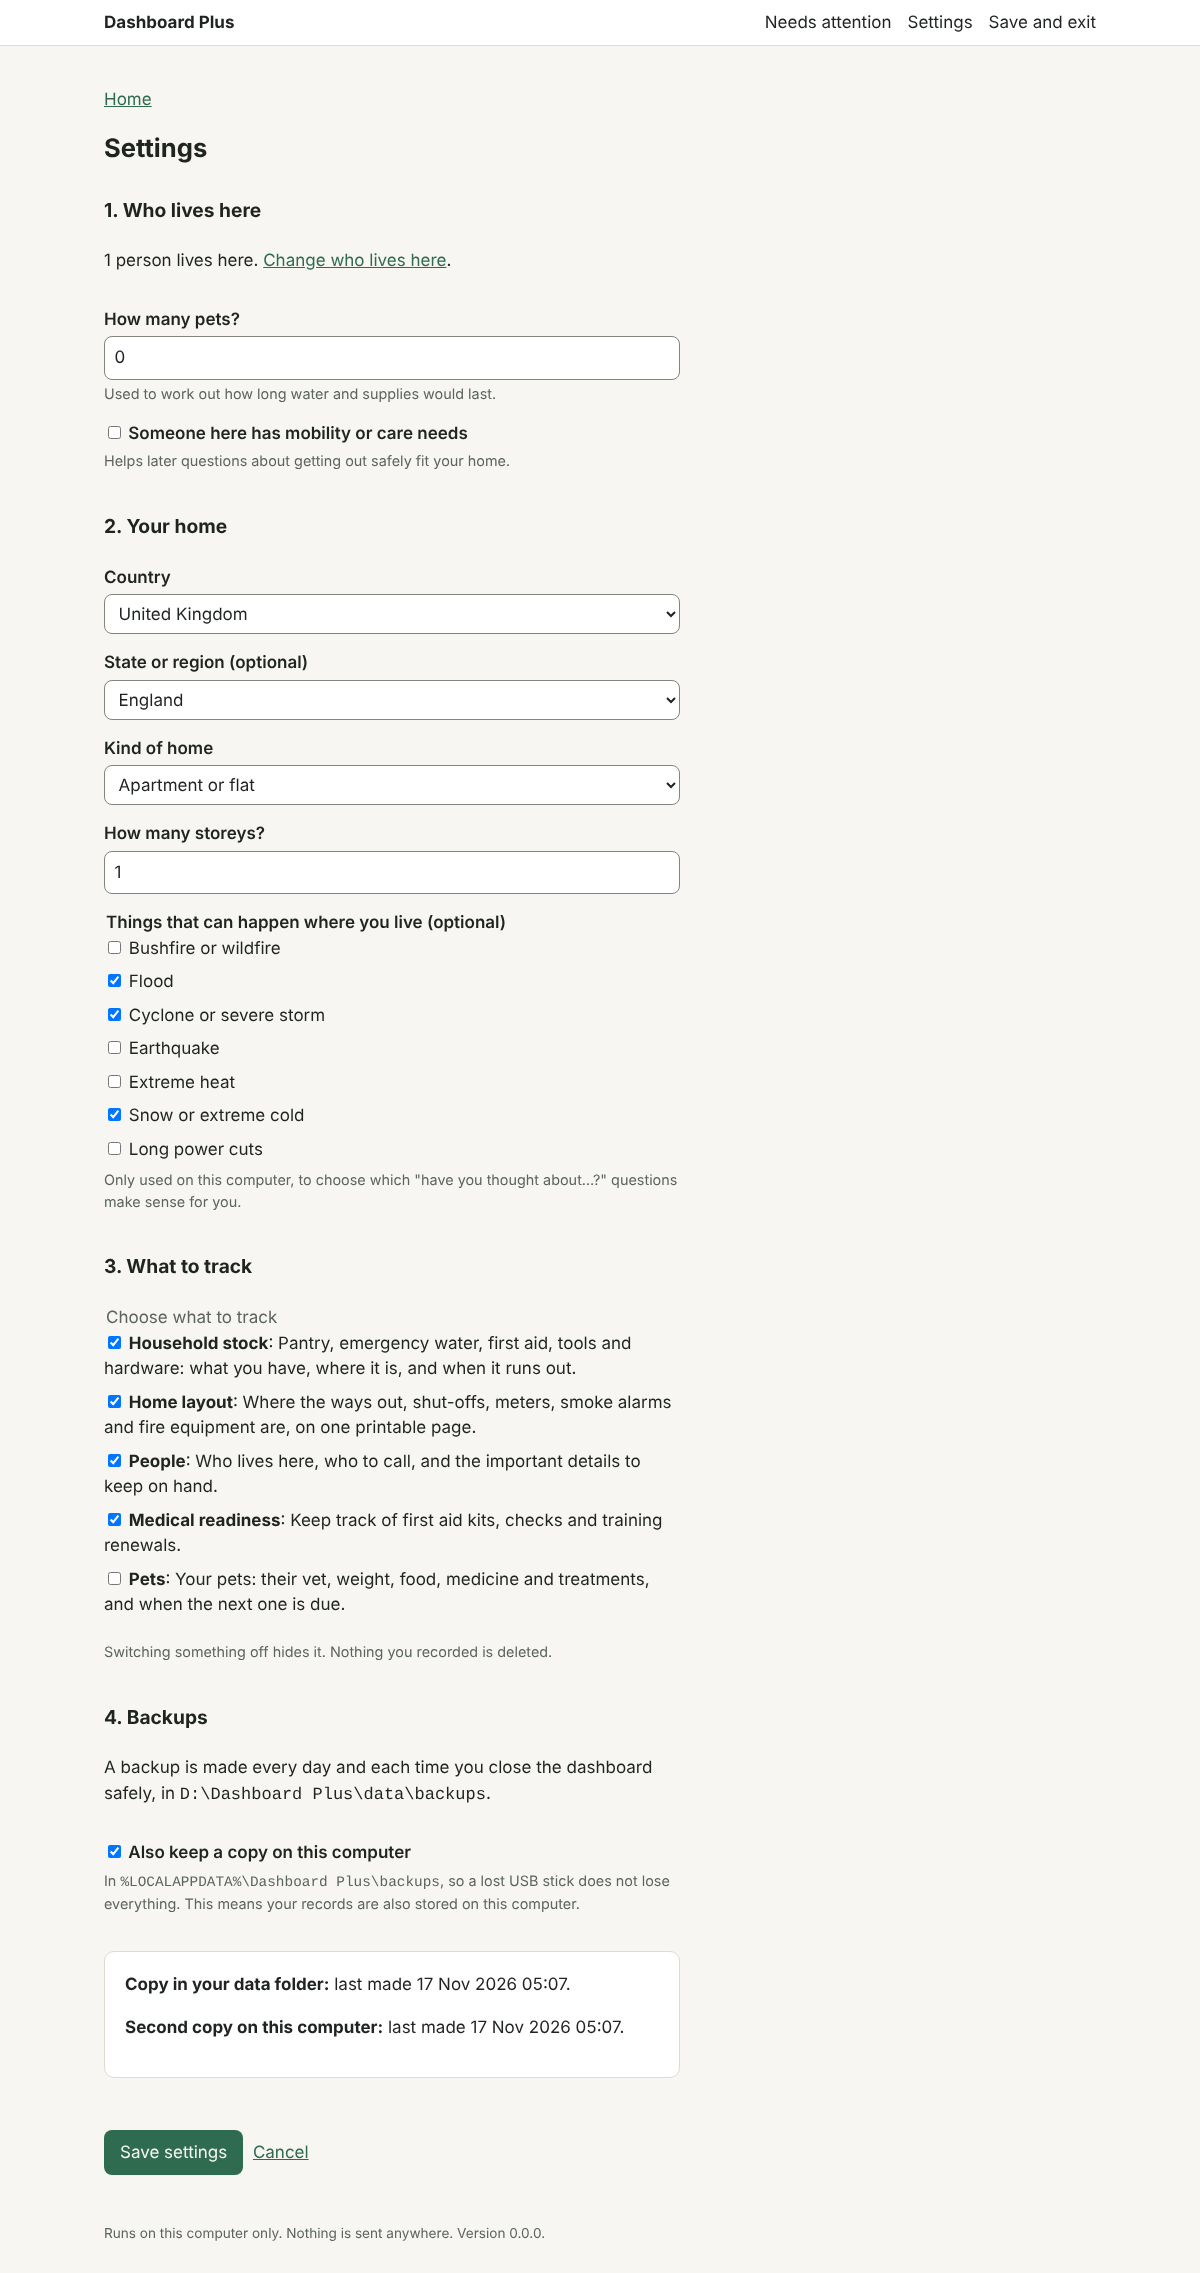 Dashboard Plus
Needs attention Settings Save and exit
Home
Settings
1. Who lives here
1 person lives here. Change who lives here.
How many pets?
0
Used to work out how long water and supplies would last.
Someone here has mobility or care needs
Helps later questions about getting out safely fit your home.
2. Your home
Country
United Kingdom
State or region (optional)
England
Kind of home
Apartment or flat
How many storeys?
1
Things that can happen where you live (optional)
Bushfire or wildfire
Flood
Cyclone or severe storm
Earthquake
Extreme heat
Snow or extreme cold
Long power cuts
Only used on this computer, to choose which "have you thought about...?" questions
make sense for you.
3. What to track
Choose what to track
Household stock: Pantry, emergency water, first aid, tools and
hardware: what you have, where it is, and when it runs out.
Home layout: Where the ways out, shut-offs, meters, smoke alarms
and fire equipment are, on one printable page.
People: Who lives here, who to call, and the important details to
keep on hand.
Medical readiness: Keep track of first aid kits, checks and training
renewals.
Pets: Your pets: their vet, weight, food, medicine and treatments,
and when the next one is due.
Switching something off hides it. Nothing you recorded is deleted.
4. Backups
A backup is made every day and each time you close the dashboard
safely, in D:\Dashboard Plus\data\backups.
Also keep a copy on this computer
In %LOCALAPPDATA%\Dashboard Plus\backups, so a lost USB stick does not lose
everything. This means your records are also stored on this computer.
Copy in your data folder: last made 17 Nov 2026 05:07.
Second copy on this computer: last made 17 Nov 2026 05:07.
Save settings Cancel
Runs on this computer only. Nothing is sent anywhere. Version 0.0.0.